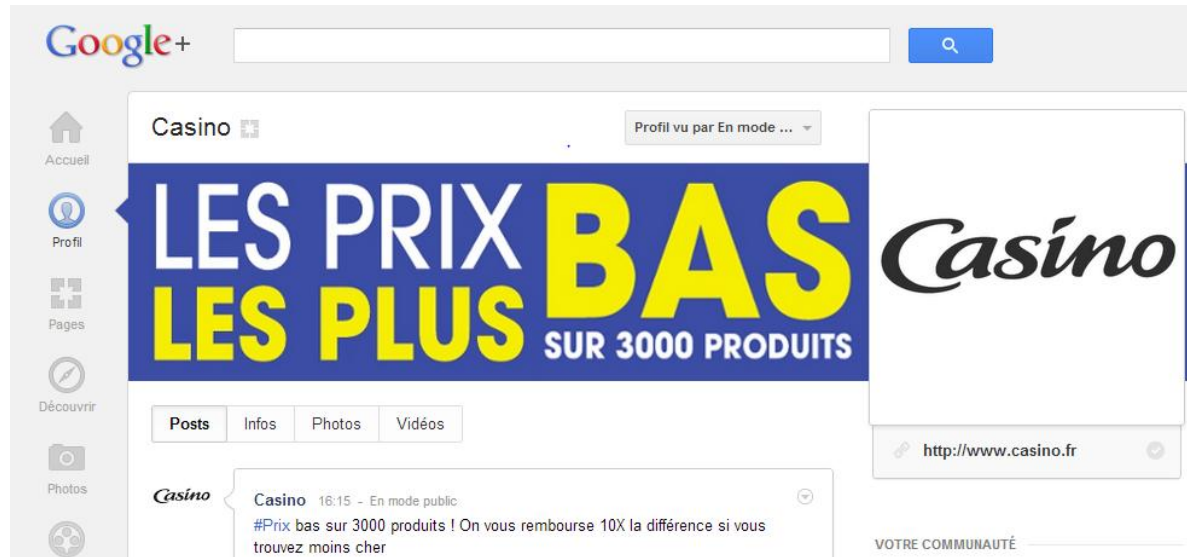 Google+
Casino
Profil vu par En mode ...
Accueil
Profil
Pages
Découvrir
Photos
LES PRIX BAS
LES PLUS
SUR 3000 PRODUITS
Casino
http://www.casino.fr
Posts Infos Photos Vidéos
Casino
Casino 16:15 - En mode public
#Prix bas sur 3000 produits ! On vous rembourse 10X la différence si vous
trouvez moins cher
VOTRE COMMUNAUTÉ